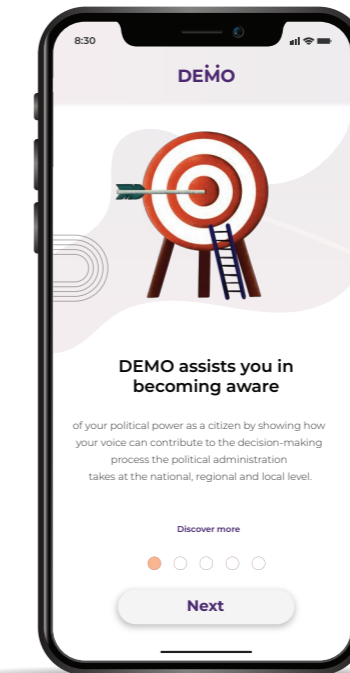 8:30
DEMO
DEMO assists you in
becoming aware
of your political power as a citizen by showing how
your voice can contribute to the decision-making
process the political administration
takes at the national, regional and local level.
Discover more
Next